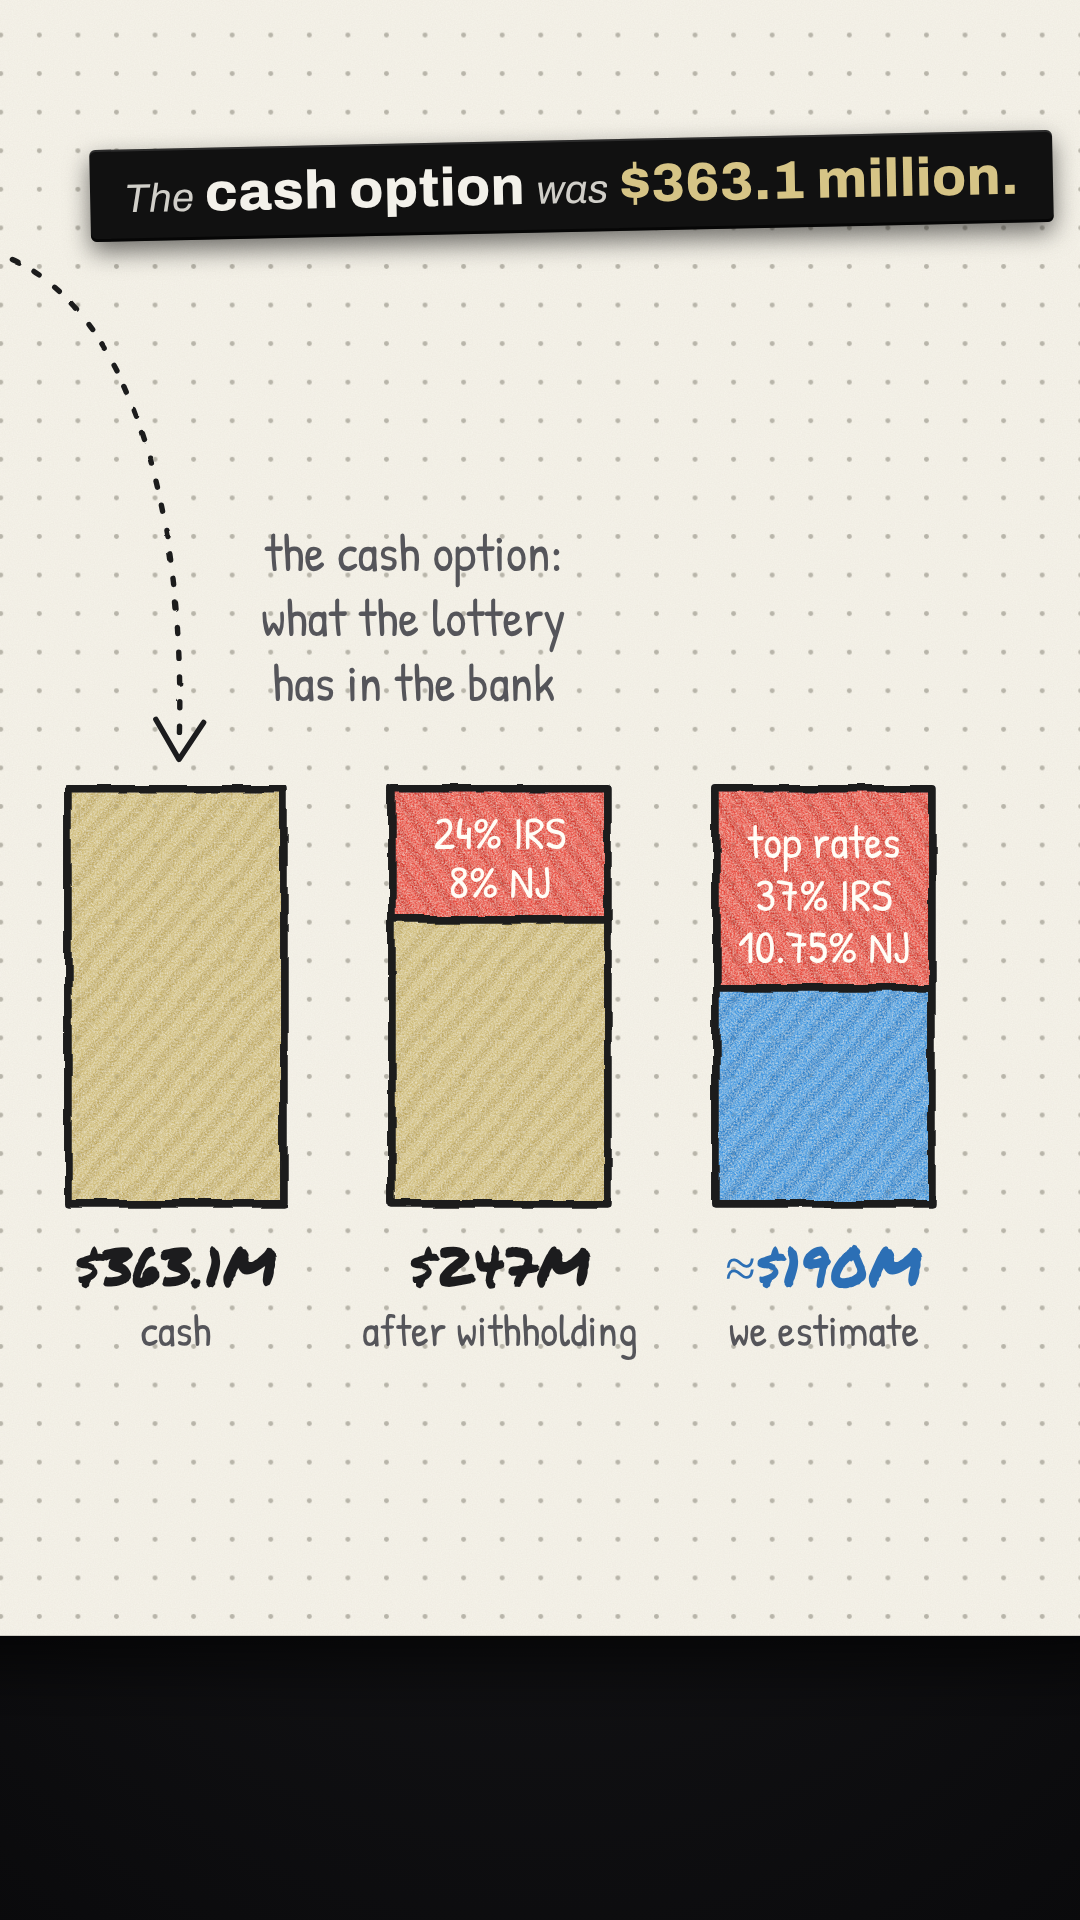 The cash option was $363.1 million.
the cash option:
what the lottery
has in the bank
24% IRS
8% NJ
top rates
37% IRS
10.75% NJ
$363.1M
cash
$247M
after withholding
≈$190M
we estimate